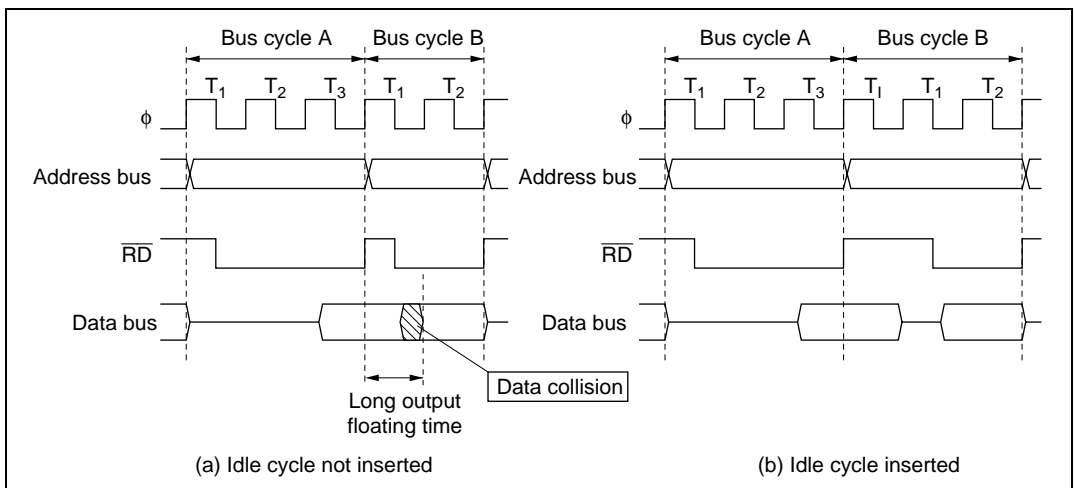 Bus cycle A Bus cycle B
T1 T2 T3 T1 T2
ϕ
Address bus
RD
Data bus
Data collision
Long output
floating time
(a) Idle cycle not inserted
Bus cycle A Bus cycle B
T1 T2 T3 TI T1 T2
ϕ
Address bus
RD
Data bus
(b) Idle cycle inserted